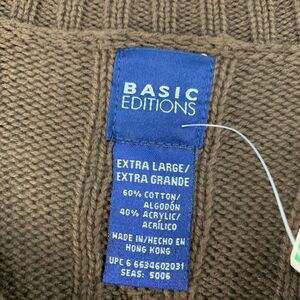 BASIC
EDITIONS
EXTRA LARGE/
EXTRA GRANDE
60% COTTON/
ALGODÓN
40% ACRYLIC/
ACRÍLICO
MADE IN/HECHO EN
HONG KONG
UPC 6 6634602031
SEAS: 5006